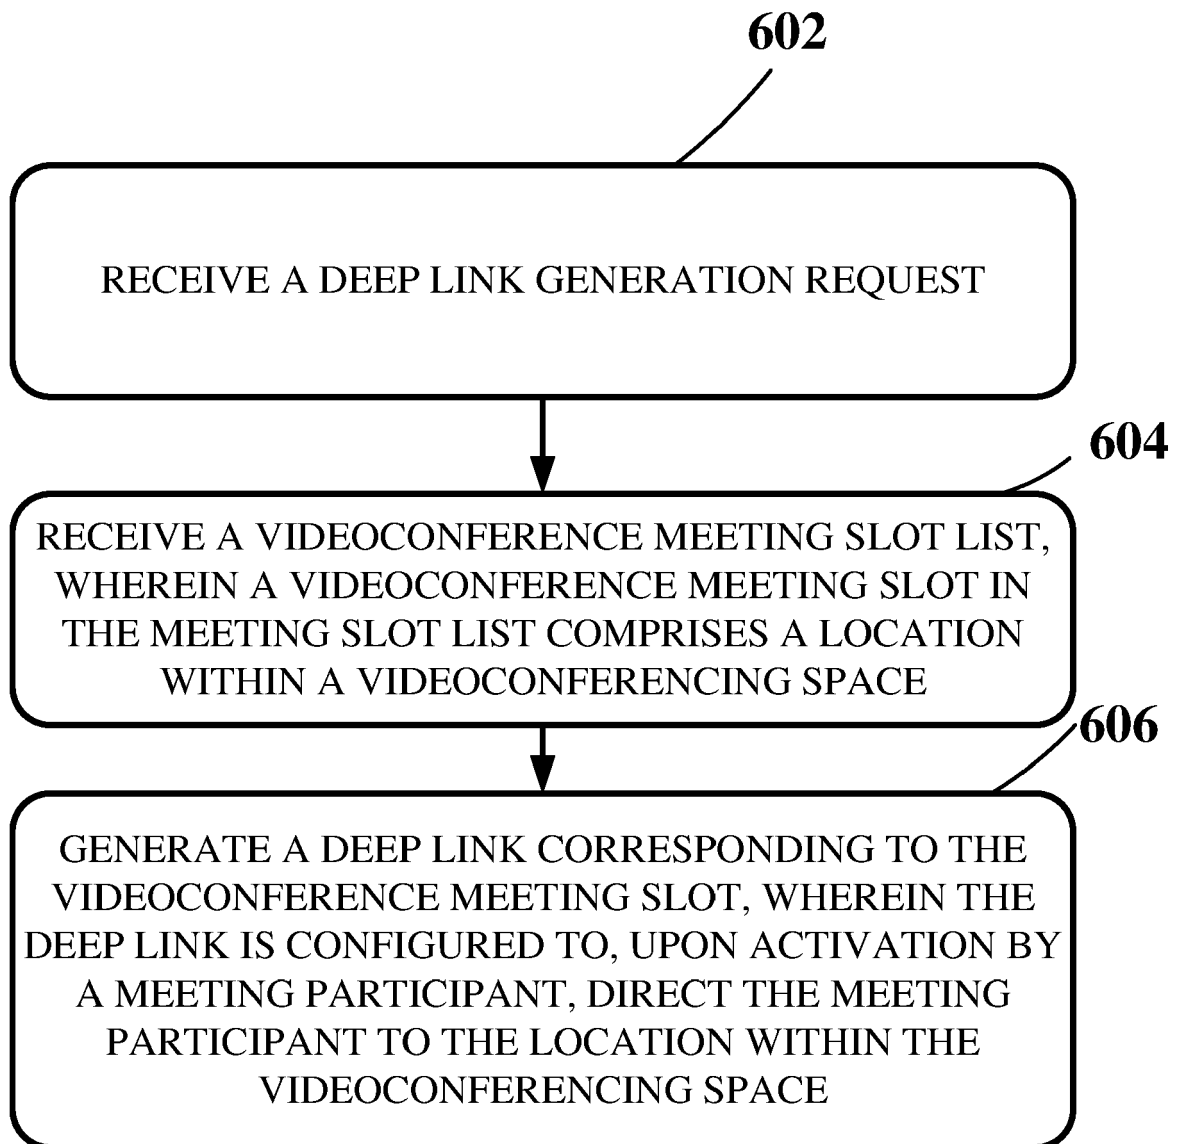 602
RECEIVE A DEEP LINK GENERATION REQUEST
604
RECEIVE A VIDEOCONFERENCE MEETING SLOT LIST,
WHEREIN A VIDEOCONFERENCE MEETING SLOT IN
THE MEETING SLOT LIST COMPRISES A LOCATION
WITHIN A VIDEOCONFERENCING SPACE
606
GENERATE A DEEP LINK CORRESPONDING TO THE
VIDEOCONFERENCE MEETING SLOT, WHEREIN THE
DEEP LINK IS CONFIGURED TO, UPON ACTIVATION BY
A MEETING PARTICIPANT, DIRECT THE MEETING
PARTICIPANT TO THE LOCATION WITHIN THE
VIDEOCONFERENCING SPACE